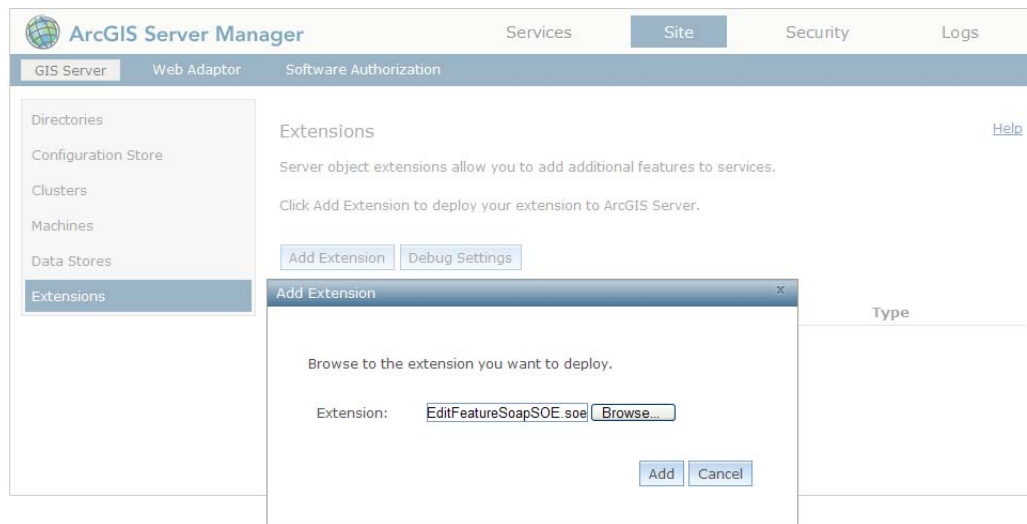 ArcGIS Server Manager
Services
Site
Security
Logs
GIS Server
Web Adaptor
Software Authorization
Directories
Configuration Store
Clusters
Machines
Data Stores
Extensions
Extensions
Help
Server object extensions allow you to add additional features to services.
Click Add Extension to deploy your extension to ArcGIS Server.
Add Extension
Debug Settings
Add Extension
x
Type
Browse to the extension you want to deploy.
Extension:
EditFeatureSoapSOE.soe
Browse...
Add
Cancel